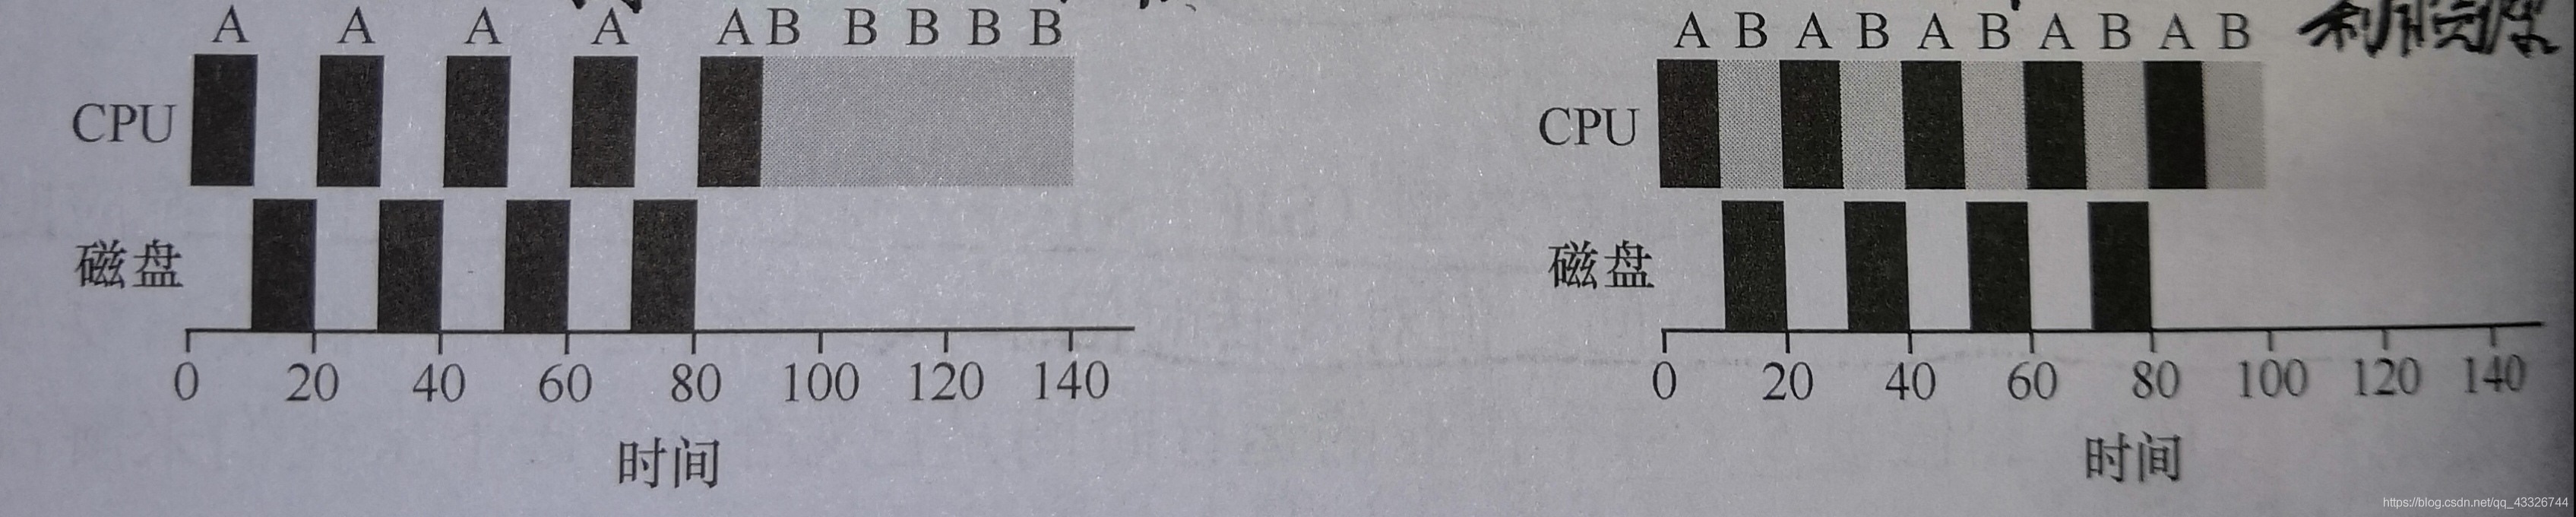 A A A A A B B B B B
CPU
磁盘
0 20 40 60 80 100 120 140
时间
A B A B A B A B A B
CPU
磁盘
0 20 40 60 80 100 120 140
时间
https://blog.csdn.net/qq_43326744